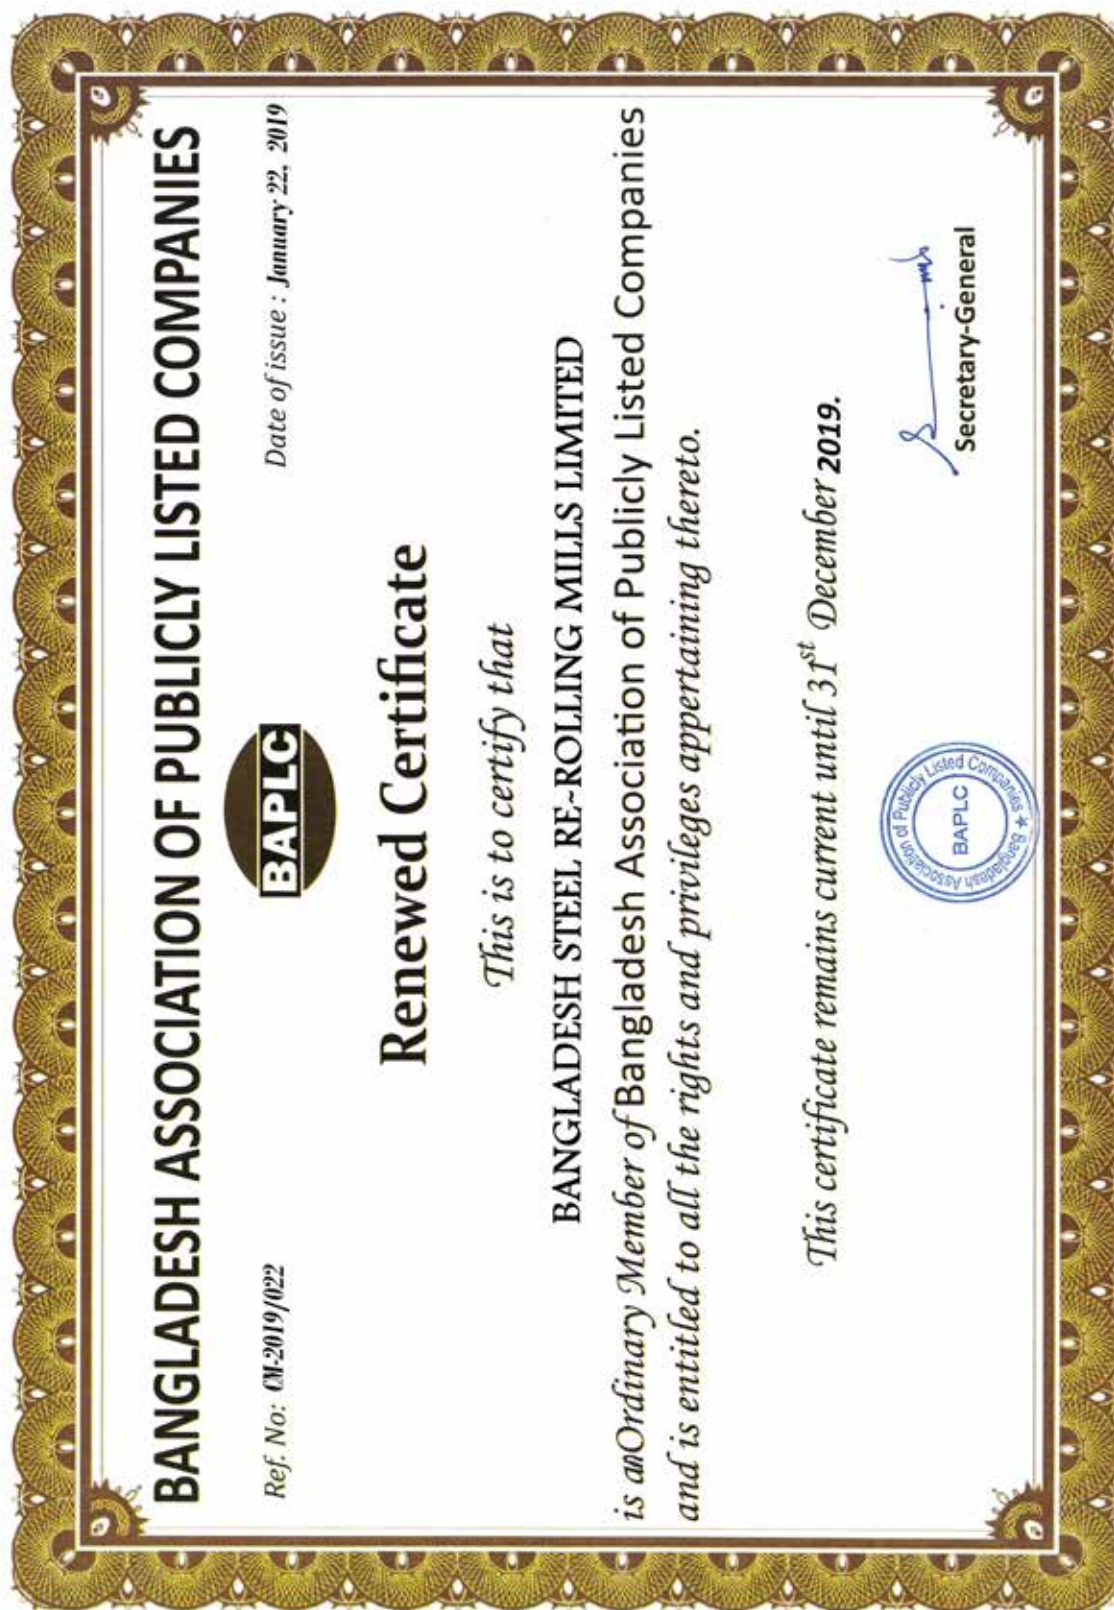 BANGLADESH ASSOCIATION OF PUBLICLY LISTED COMPANIES
Ref. No: CM-2019/022
Date of issue : January 22, 2019
BAPLC
Renewed Certificate
This is to certify that
BANGLADESH STEEL RE~ROLLING MILLS LIMITED
is an Ordinary Member of Bangladesh Association of Publicly Listed Companies
and is entitled to all the rights and privileges appertaining thereto.
This certificate remains current until 31st December 2019.
Bangladesh Association of Publicly Listed Companies ★
BAPLC
Secretary-General